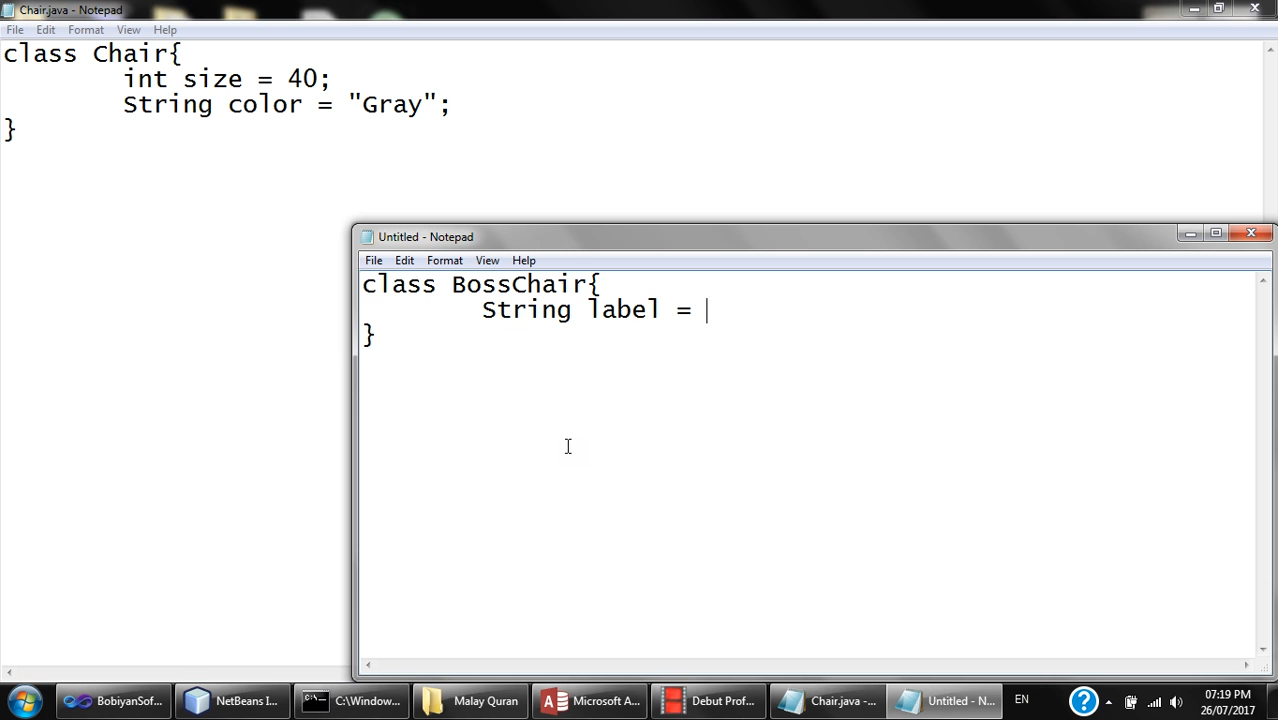 Chair.java - Notepad
File Edit Format View Help
class Chair{
int size = 40;
String color = "Gray";
}
Untitled - Notepad
File Edit Format View Help
class BossChair{
String label =
}
BobiyanSof...
NetBeans I...
C:\Window...
Malay Quran
Microsoft A...
Debut Prof...
Chair.java -...
Untitled - N...
EN
07:19 PM
26/07/2017